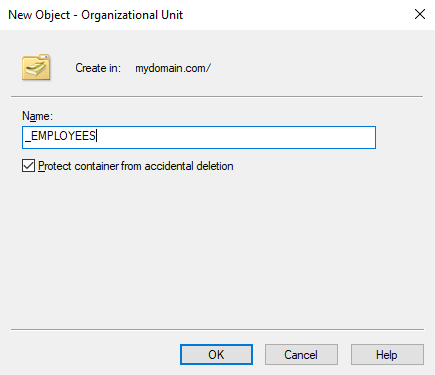 New Object - Organizational Unit
Create in: mydomain.com/
Name:
_EMPLOYEES
Protect container from accidental deletion
OK Cancel Help